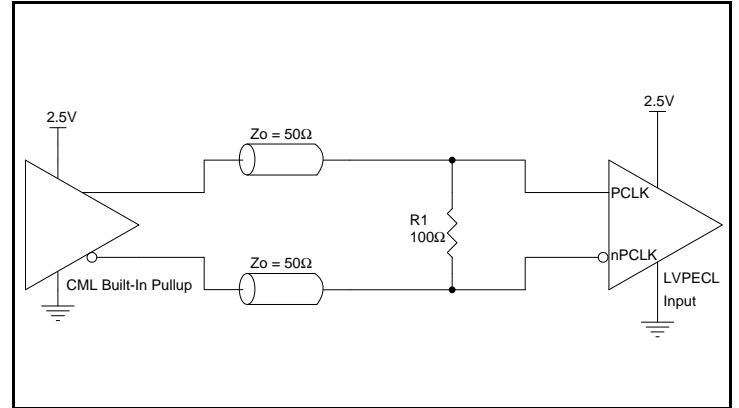 2.5V
2.5V
Zo = 50Ω
PCLK
R1
100Ω
nPCLK
Zo = 50Ω
CML Built-In Pullup
LVPECL
Input